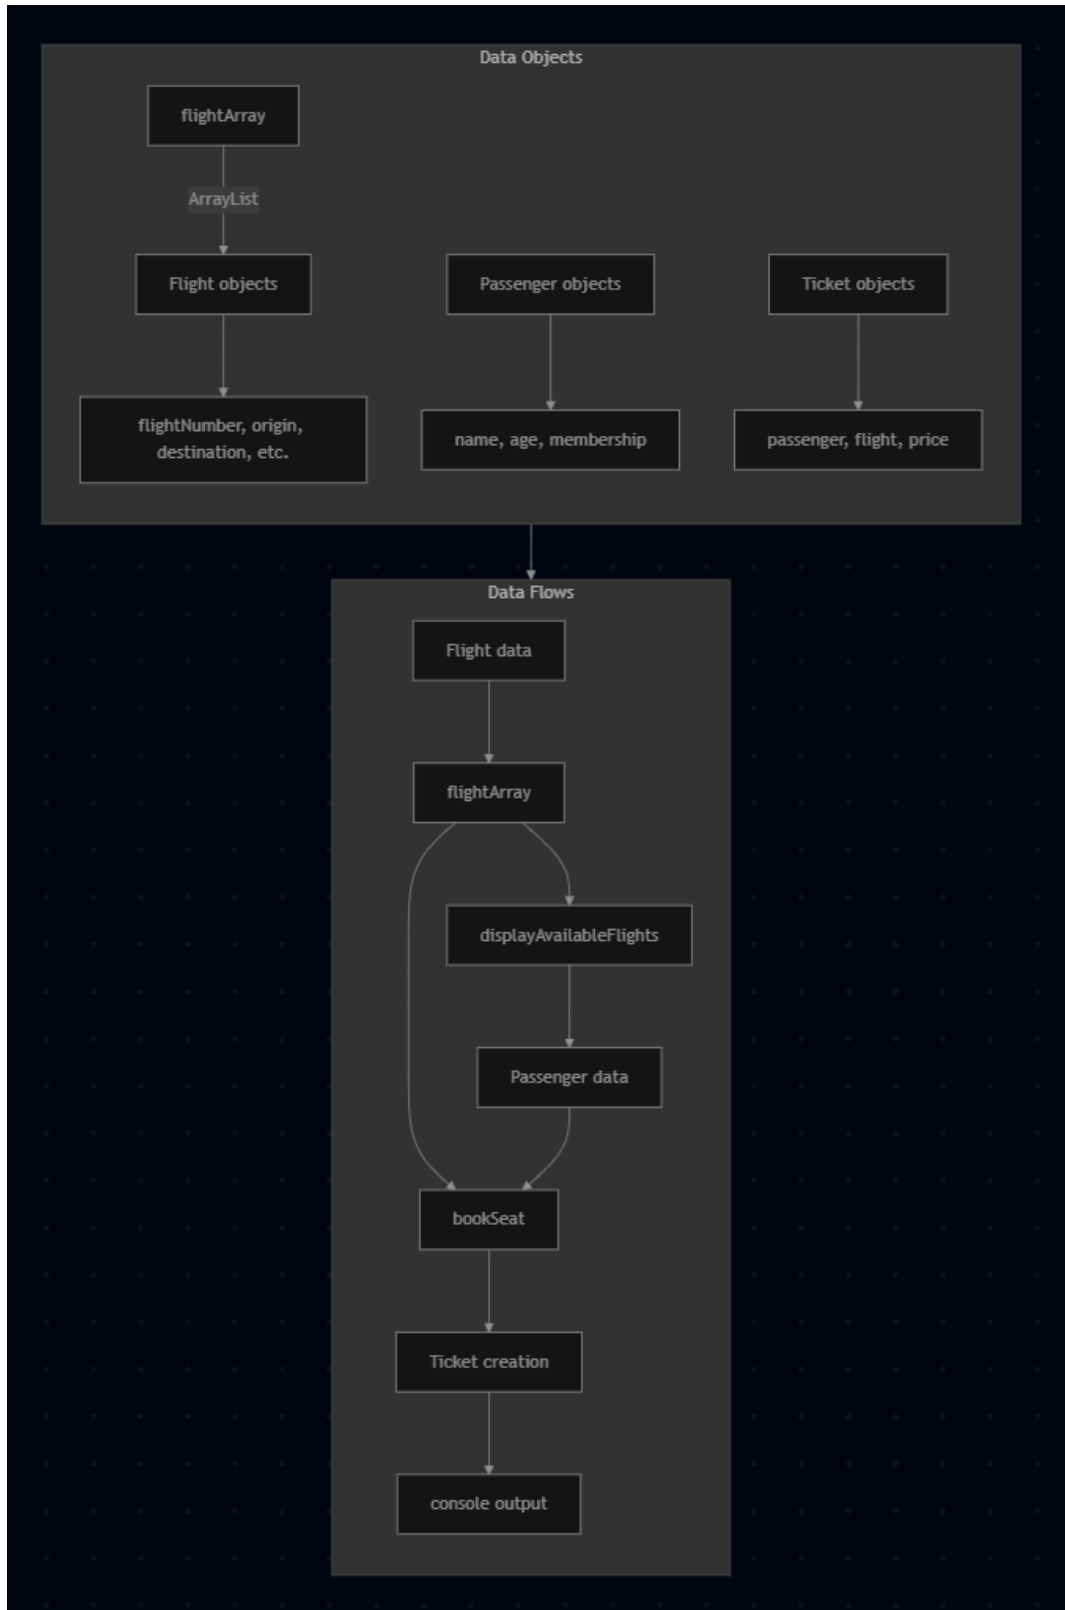 Data Objects
flightArray
ArrayList
Flight objects
Passenger objects
Ticket objects
flightNumber, origin,
destination, etc.
name, age, membership
passenger, flight, price
Data Flows
Flight data
flightArray
displayAvailableFlights
Passenger data
bookSeat
Ticket creation
console output